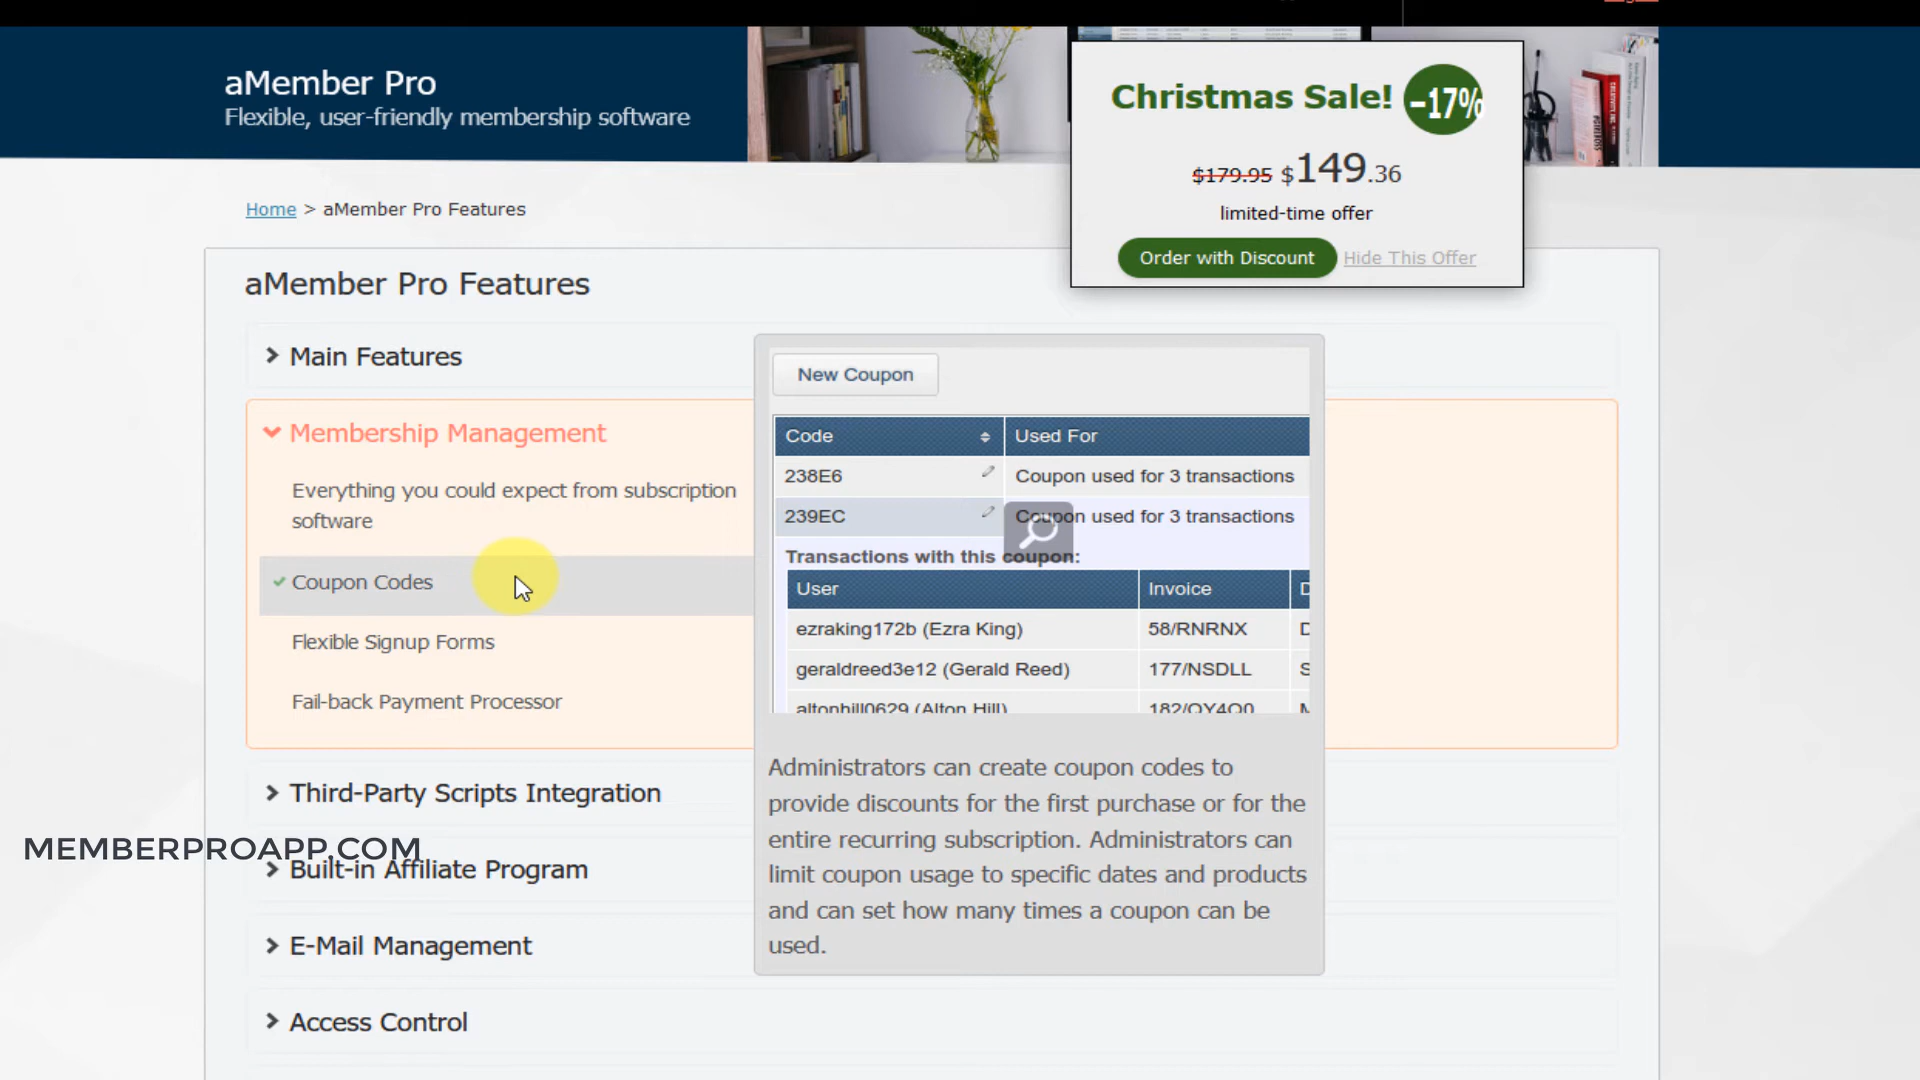 aMember Pro
Flexible, user-friendly membership software
Christmas Sale! -17%
$179.95 $149.36
limited-time offer
Order with Discount Hide This Offer
Home > aMember Pro Features
aMember Pro Features
Main Features
Membership Management
Everything you could expect from subscription
software
Coupon Codes
Flexible Signup Forms
Fail-back Payment Processor
New Coupon
Code Used For
238E6 Coupon used for 3 transactions
239EC Coupon used for 3 transactions
Transactions with this coupon:
User Invoice
ezraking172b (Ezra King) 58/RNRNX
geraldreed3e12 (Gerald Reed) 177/NSDLL
altonhill0629 (Alton Hill) 182/QY4Q0
Administrators can create coupon codes to
provide discounts for the first purchase or for the
entire recurring subscription. Administrators can
limit coupon usage to specific dates and products
and can set how many times a coupon can be
used.
Third-Party Scripts Integration
MEMBERPROAPP.COM
Built-in Affiliate Program
E-Mail Management
Access Control